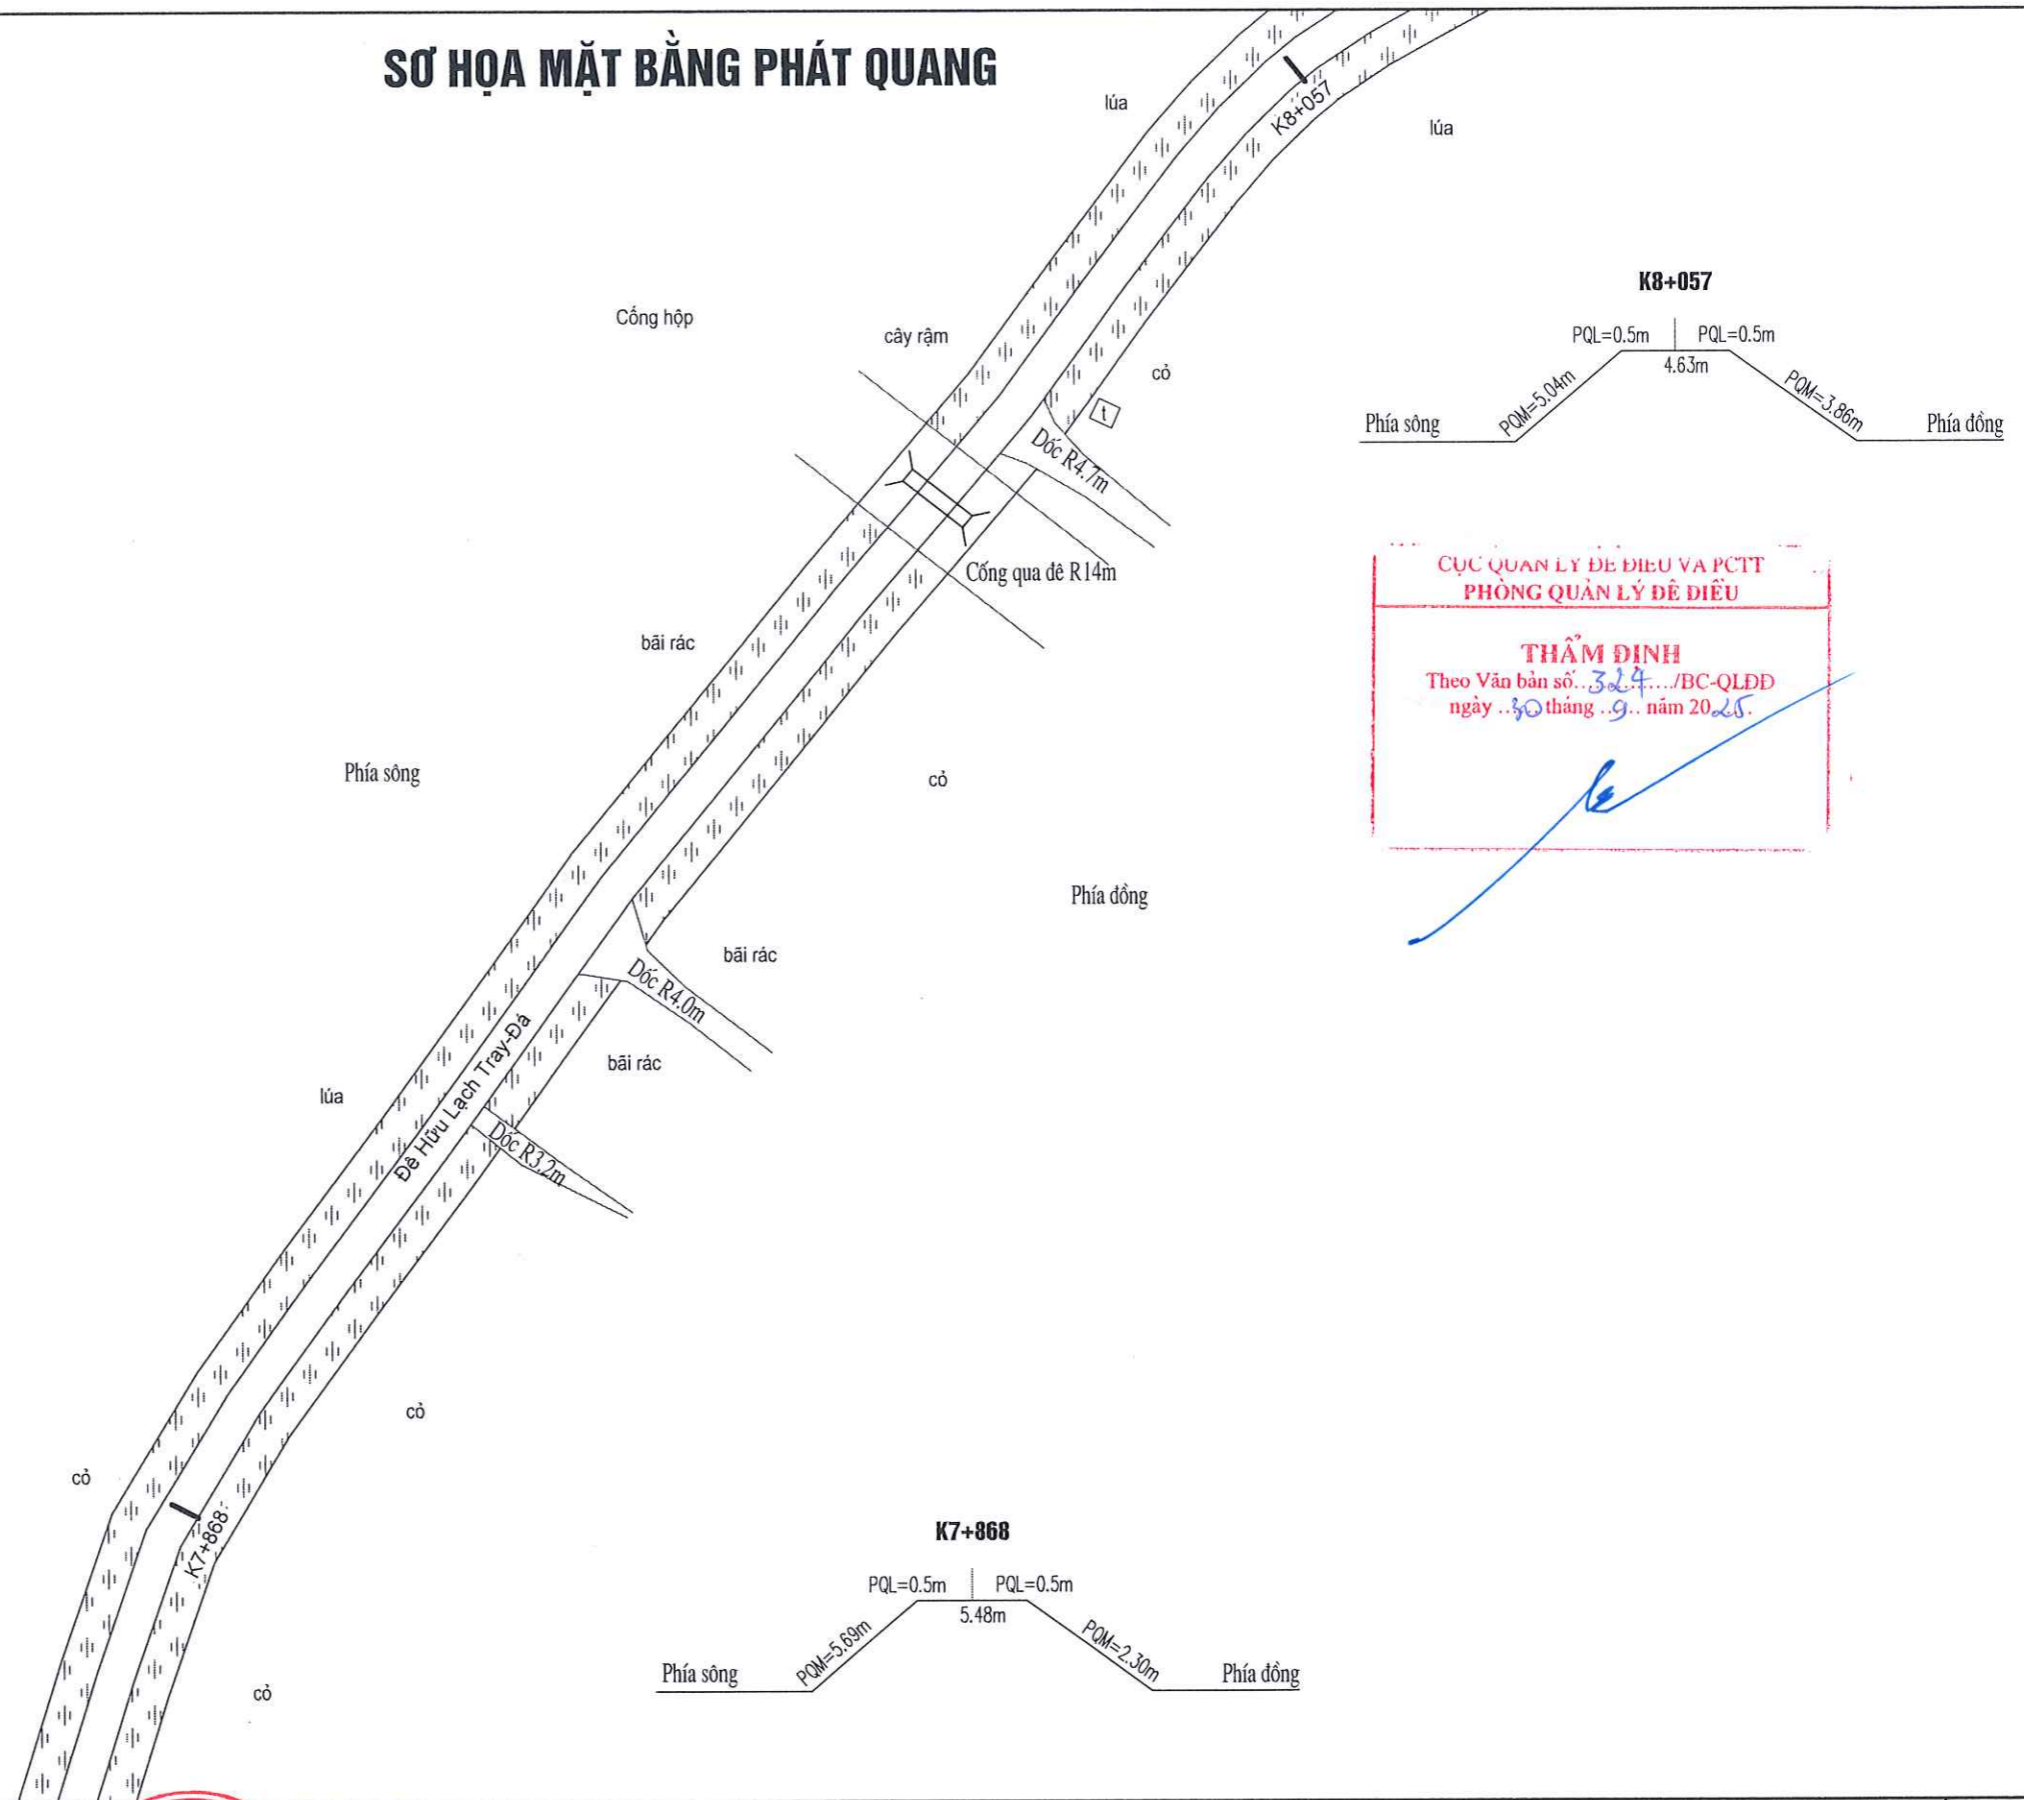 SƠ HỌA MẶT BẰNG PHÁT QUANG
lúa
K8+057
lúa
K8+057
Cống hộp
cây rậm
PQL=0.5m
PQL=0.5m
4.63m
cỏ
PQM=5.04m
PQM=3.86m
t
Phía sông
Phía đồng
Dốc R4.7m
Cống qua đê R14m
CỤC QUẢN LÝ ĐÊ ĐIỀU VÀ PCTT
PHÒNG QUẢN LÝ ĐÊ ĐIỀU
THẨM ĐỊNH
Theo Văn bản số...324..../BC-QLĐĐ
ngày ..30 tháng ..9.. năm 2025.
bãi rác
Phía sông
cỏ
Phía đồng
bãi rác
Dốc R4.0m
bãi rác
Đê Hữu Lạch Tray-Đá
lúa
Dốc R3.2m
cỏ
cỏ
K7+868
K7+868
PQL=0.5m
PQL=0.5m
5.48m
PQM=5.69m
PQM=2.30m
Phía sông
Phía đồng
cỏ